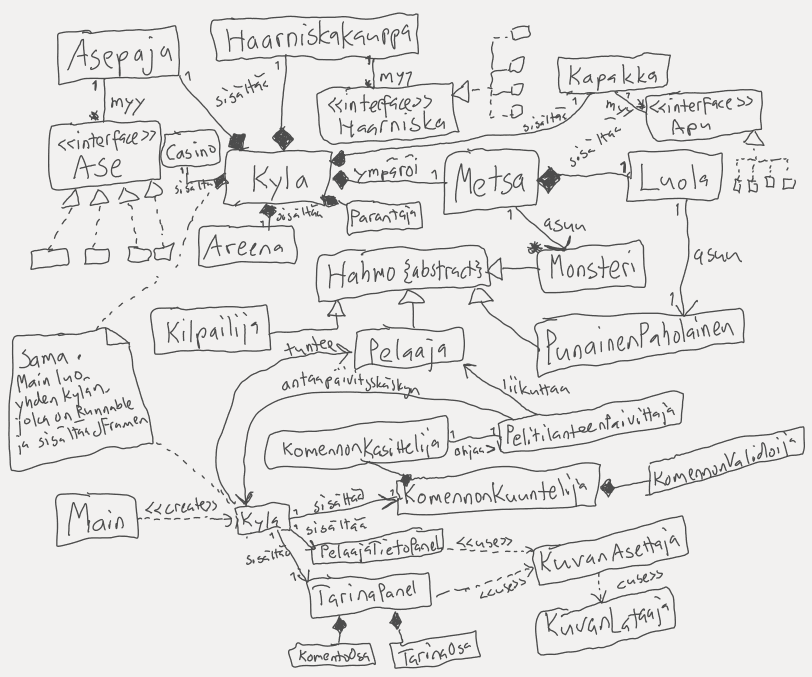 Asepaja
Haarniskakauppa
Kapakka
1
1
1
1
1
1
myy
sisältää
myy
sisältää
myy
*
*
*
<<interface>>
Ase
<<interface>>
Haarniska
<<interface>>
Apu
Casino
1
sisältää
Kyla
ympäröi
1
Metsa
sisältää
1
Luola
sisältää
Parantaja
1
Areena
1
asuu
*
1
asuu
1
Hahmo {abstract}
Monsteri
Kilpailija
Pelaaja
PunainenPaholainen
Sama.
Main luo
yhden kylan,
joka on Runnable
ja sisältää JFramen
tuntee
antaapäivityskäskyn
liikuttaa
PelitilanteenPaivittaja
KomennonKasittelija
1
ohjaa>
1
KomennonKuuntelija
KomennonValidoija
Main
<<create>>
Kyla
1
sisältää
1
1
sisältää
1
sisältää
1
PelaajaTietoPanel
<<use>>
KuvanAsettaja
TarinaPanel
<<use>>
<use>>
KuvanLataaja
KomentoOsa
TarinaOsa